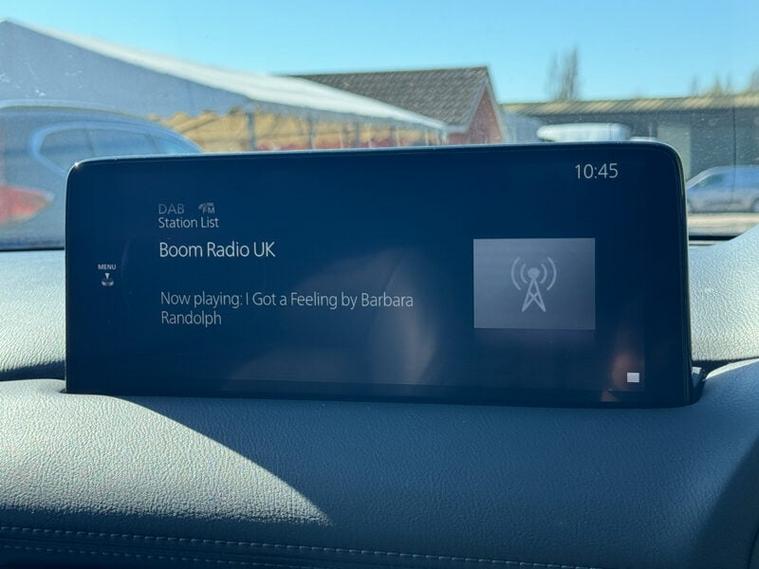 10:45
DAB FM
Station List
Boom Radio UK
MENU
Now playing: I Got a Feeling by Barbara
Randolph